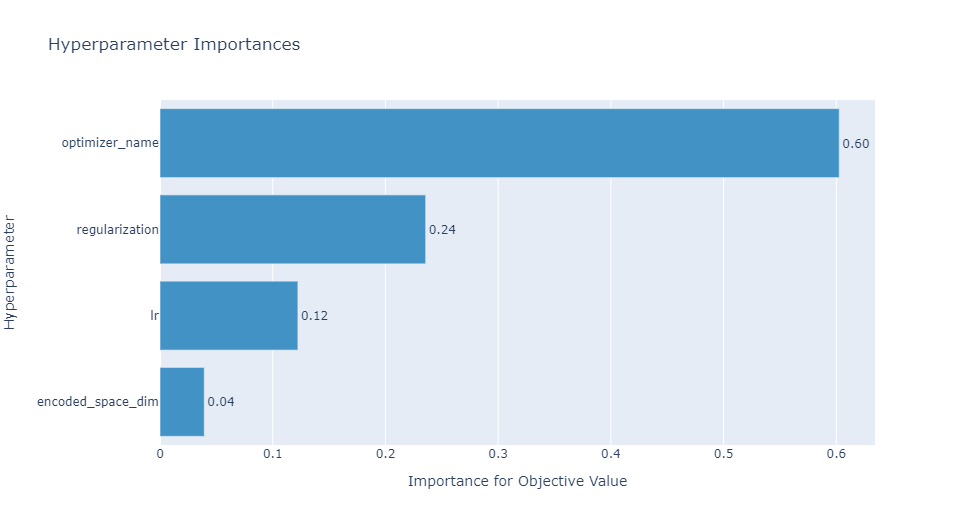 Hyperparameter Importances
Hyperparameter
optimizer_name
0.60
regularization
0.24
lr
0.12
encoded_space_dim
0.04
0 0.1 0.2 0.3 0.4 0.5 0.6
Importance for Objective Value